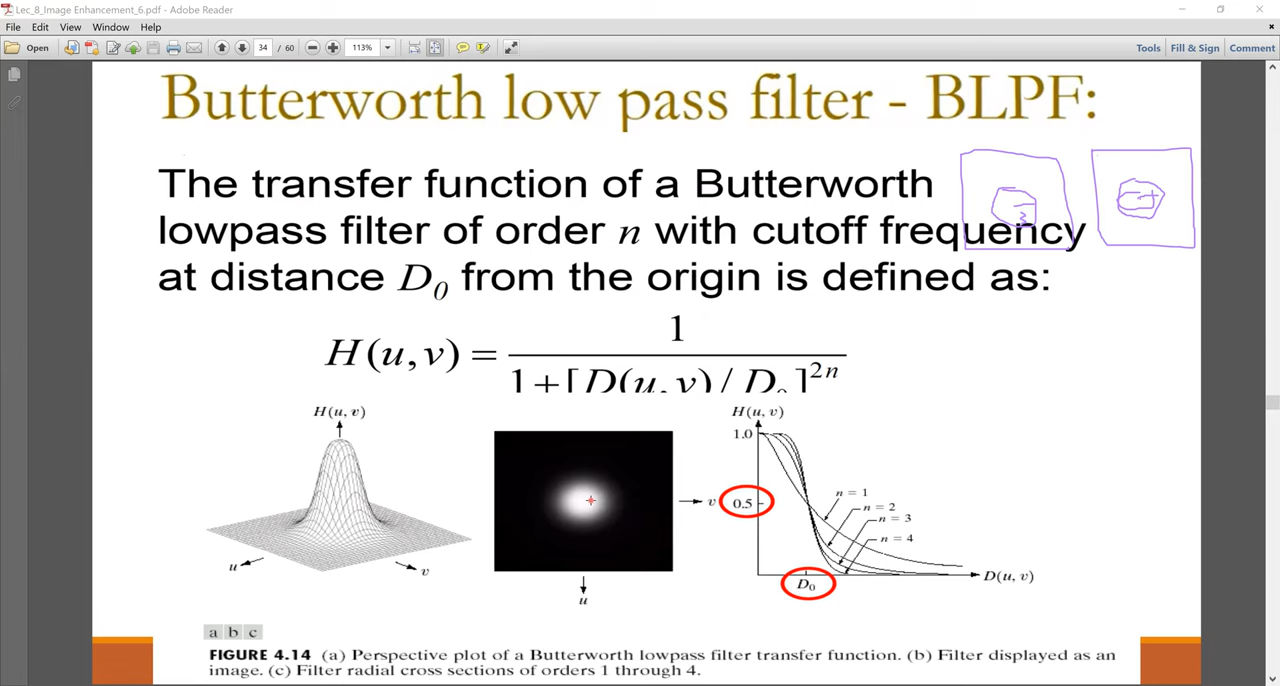 Lec_8_Image Enhancement_6.pdf - Adobe Reader
File Edit View Window Help
Open 34 / 60 113% Tools Fill & Sign Comment
Butterworth low pass filter - BLPF:
The transfer function of a Butterworth
lowpass filter of order n with cutoff frequency
at distance D0 from the origin is defined as:
H(u,v) = 1
1+[D(u,v)/D0]2n
H(u, v)
u
v
v
u
H(u, v)
1.0
0.5
n = 1
n = 2
n = 3
n = 4
D0
D(u, v)
a b c
FIGURE 4.14 (a) Perspective plot of a Butterworth lowpass filter transfer function. (b) Filter displayed as an
image. (c) Filter radial cross sections of orders 1 through 4.